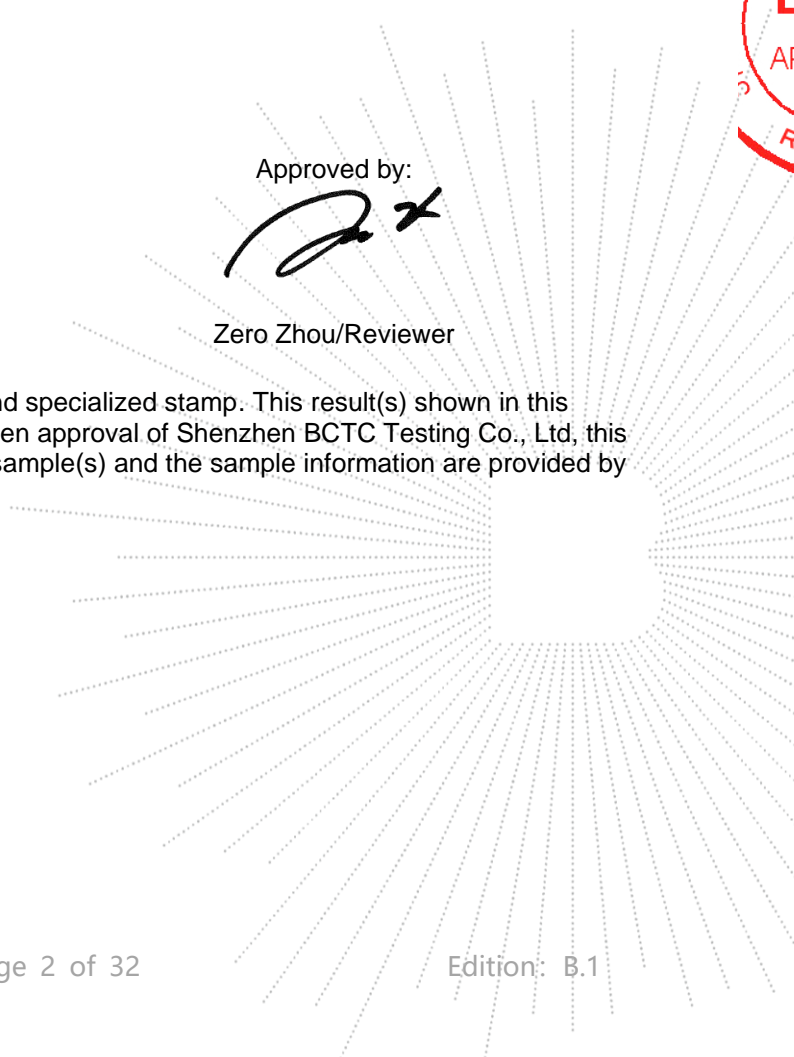 AP
Approved by:
Zero Zhou/Reviewer
nd specialized stamp. This result(s) shown in this
en approval of Shenzhen BCTC Testing Co., Ltd, this
sample(s) and the sample information are provided by
ge 2 of 32 Edition: B.1